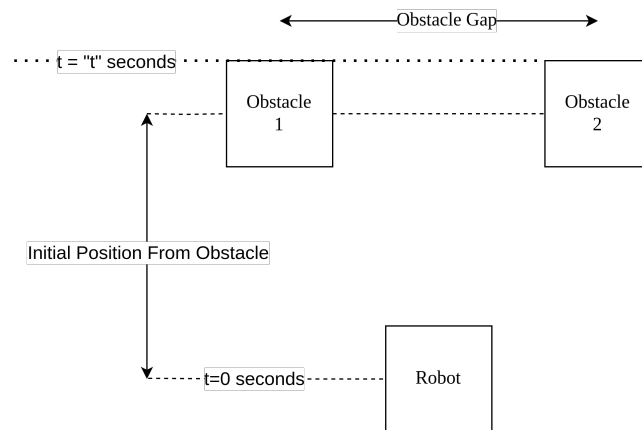 Obstacle Gap
t = "t" seconds
Obstacle
1
Obstacle
2
Initial Position From Obstacle
t=0 seconds
Robot